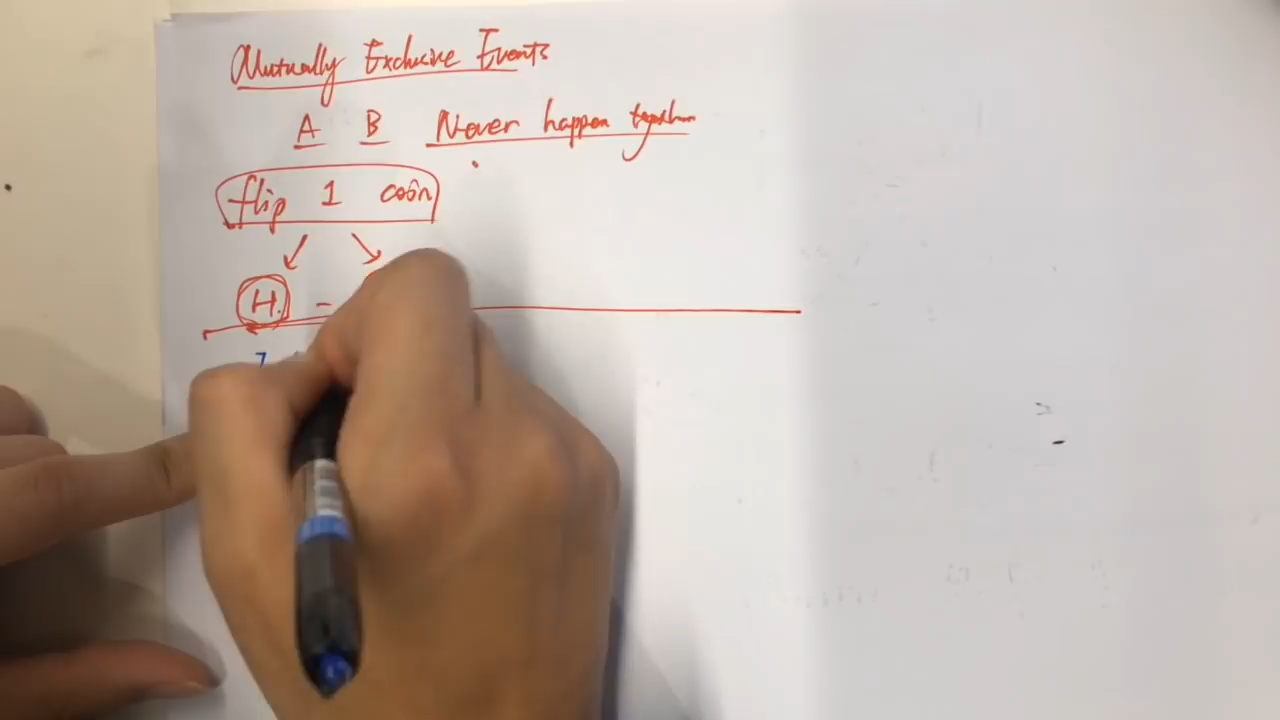 Mutually Exclusive Events
A B Never happen together
flip 1 coin
H -